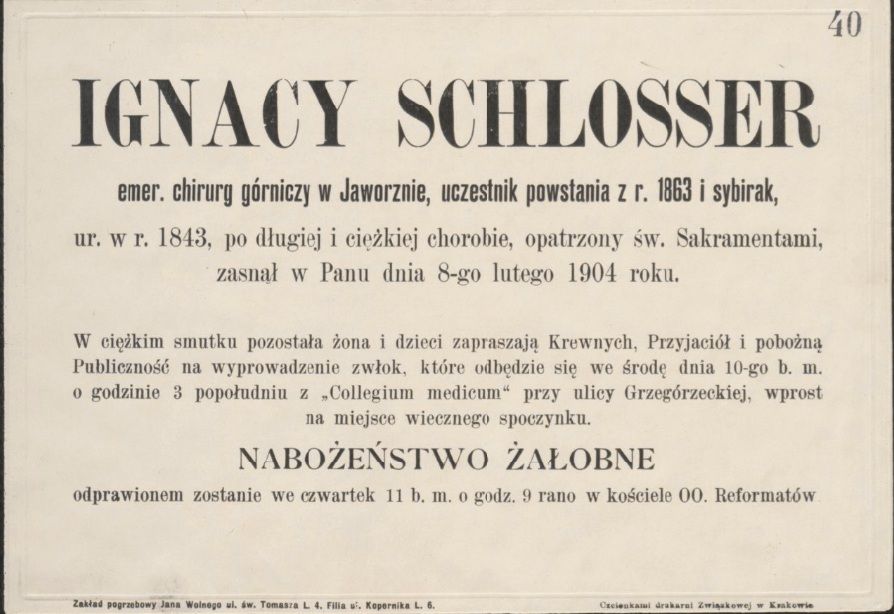 40
IGNACY SCHLOSSER
emer. chirurg górniczy w Jaworznie, uczestnik powstania z r. 1863 i sybirak,
ur. w r. 1843, po długiej i ciężkiej chorobie, opatrzony św. Sakramentami,
zasnął w Panu dnia 8-go lutego 1904 roku.
W ciężkim smutku pozostała żona i dzieci zapraszają Krewnych, Przyjaciół i pobożną
Publiczność na wyprowadzenie zwłok, które odbędzie się we środę dnia 10-go b. m.
o godzinie 3 popołudniu z „Collegium medicum“ przy ulicy Grzegórzeckiej, wprost
na miejsce wiecznego spoczynku.
NABOŻEŃSTWO ŻAŁOBNE
odprawionem zostanie we czwartek 11 b. m. o godz. 9 rano w kościele OO. Reformatów
Zakład pogrzebowy Jana Wolnego ul. św. Tomasza L. 4, Filia ul. Kopernika L. 6.
Czcionkami drukarni Związkowej w Krakowie